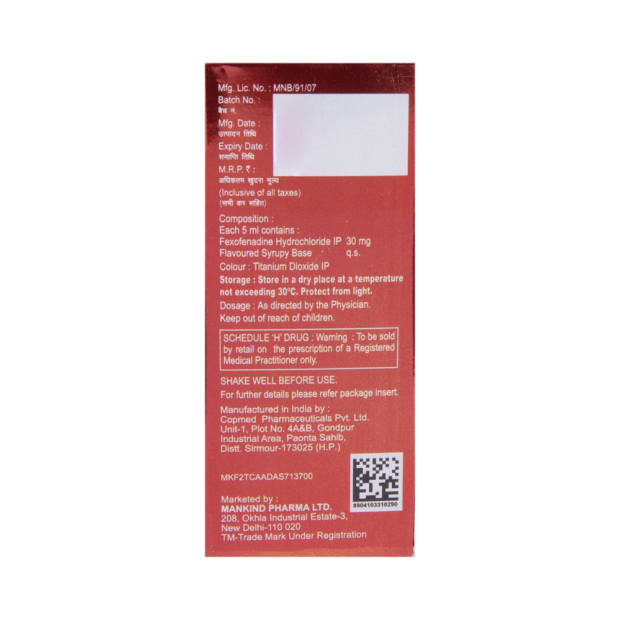 Mfg. Lic. No. : MNB/91/07
Batch No. :
बैच नं.
Mfg. Date :
उत्पादन तिथि
Expiry Date :
समाप्ति तिथि
M.R.P. ₹ :
अधिकतम खुदरा मूल्य
(Inclusive of all taxes)
(सभी कर सहित)
Composition :
Each 5 ml contains :
Fexofenadine Hydrochloride IP 30 mg
Flavoured Syrupy Base q.s.
Colour : Titanium Dioxide IP
Storage : Store in a dry place at a temperature
not exceeding 30°C. Protect from light.
Dosage : As directed by the Physician.
Keep out of reach of children.
SCHEDULE 'H' DRUG : Warning : To be sold
by retail on the prescription of a Registered
Medical Practitioner only.
SHAKE WELL BEFORE USE.
For further details please refer package insert.
Manufactured in India by :
Copmed Pharmaceuticals Pvt. Ltd.
Unit-1, Plot No. 4A&B, Gondpur
Industrial Area, Paonta Sahib,
Distt. Sirmour-173025 (H.P.)
MKF2TCAADAS713700
8904103310290
Marketed by :
MANKIND PHARMA LTD.
208, Okhla Industrial Estate-3,
New Delhi-110 020
TM-Trade Mark Under Registration